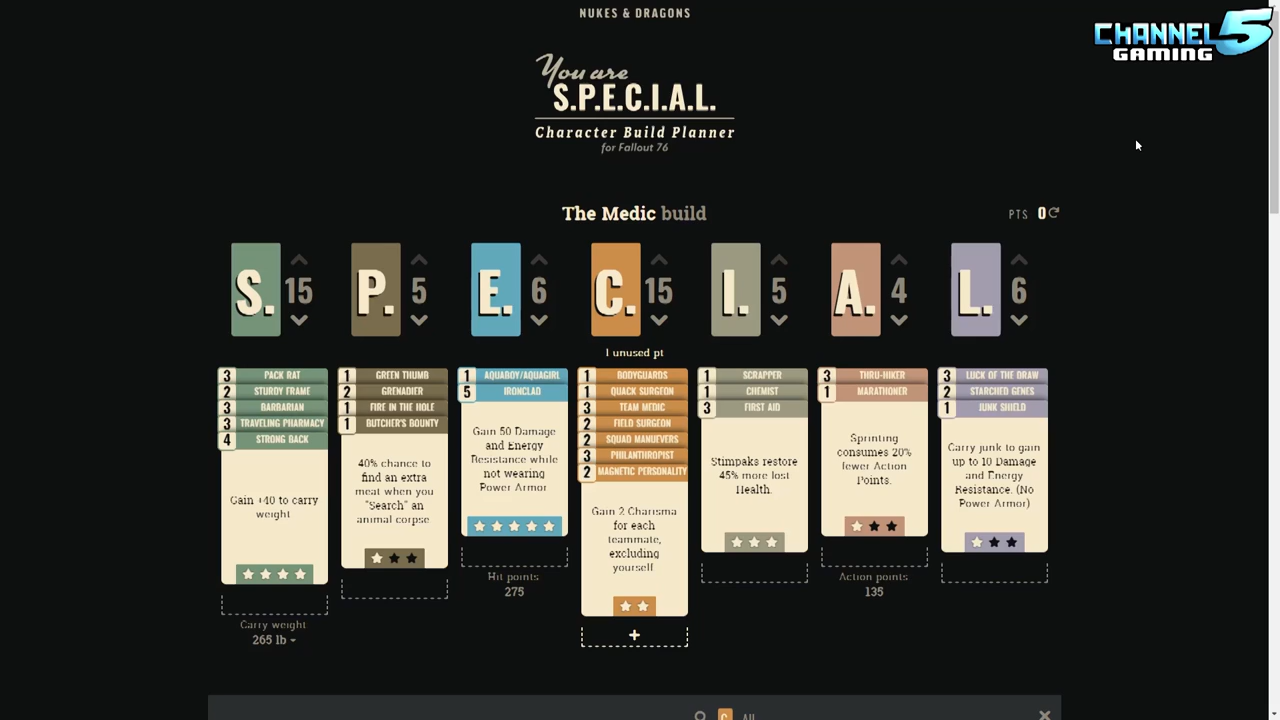 NUKES & DRAGONS
CHANNEL 5
GAMING
You are
S.P.E.C.I.A.L.
Character Build Planner
for Fallout 76
The Medic build
PTS 0
S. 15
P. 5
E. 6
C. 15
I. 5
A. 4
L. 6
1 unused pt
3 PACK RAT
2 STURDY FRAME
3 BARBARIAN
3 TRAVELING PHARMACY
4 STRONG BACK
Gain +40 to carry
weight
Carry weight
265 lb
1 GREEN THUMB
2 GRENADIER
1 FIRE IN THE HOLE
1 BUTCHER'S BOUNTY
40% chance to
find an extra
meat when you
"Search" an
animal corpse
1 AQUABOY/AQUAGIRL
5 IRONCLAD
Gain 50 Damage
and Energy
Resistance while
not wearing
Power Armor
Hit points
275
1 BODYGUARDS
1 QUACK SURGEON
3 TEAM MEDIC
2 FIELD SURGEON
2 SQUAD MANUEVERS
3 PHILANTHROPIST
2 MAGNETIC PERSONALITY
Gain 2 Charisma
for each
teammate,
excluding
yourself
+
1 SCRAPPER
1 CHEMIST
3 FIRST AID
Stimpaks restore
45% more lost
Health.
3 THRU-HIKER
1 MARATHONER
Sprinting
consumes 20%
fewer Action
Points.
Action points
135
3 LUCK OF THE DRAW
2 STARCHED GENES
1 JUNK SHIELD
Carry junk to gain
up to 10 Damage
and Energy
Resistance. (No
Power Armor)
C All